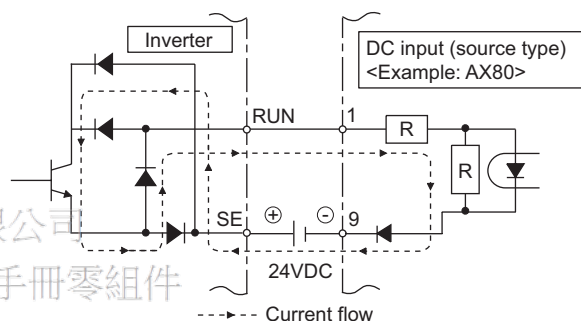 Inverter
DC input (source type)
<Example: AX80>
RUN
1
R
R
SE
⊕
⊖
9
24VDC
限公司
手冊零組件
Current flow